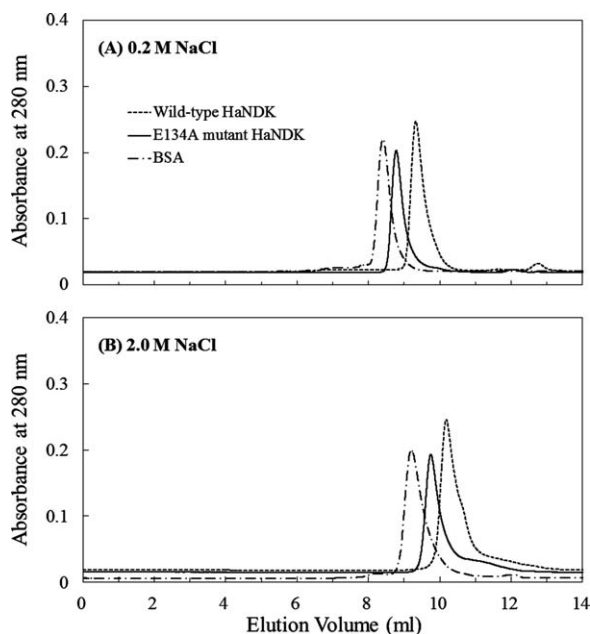 0.4
(A) 0.2 M NaCl
0.3
Wild-type HaNDK
E134A mutant HaNDK
BSA
0.2
0.1
0
Absorbance at 280 nm
0.4
(B) 2.0 M NaCl
0.3
0.2
0.1
0
Absorbance at 280 nm
0 2 4 6 8 10 12 14
Elution Volume (ml)